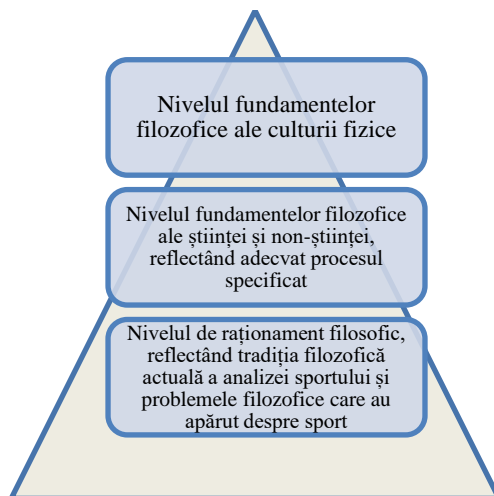 Nivelul fundamentelor
filozofice ale culturii fizice
Nivelul fundamentelor filozofice
ale științei și non-științei,
reflectând adecvat procesul
specificat
Nivelul de raționament filosofic,
reflectând tradiția filozofică
actuală a analizei sportului și
problemele filozofice care au
apărut despre sport